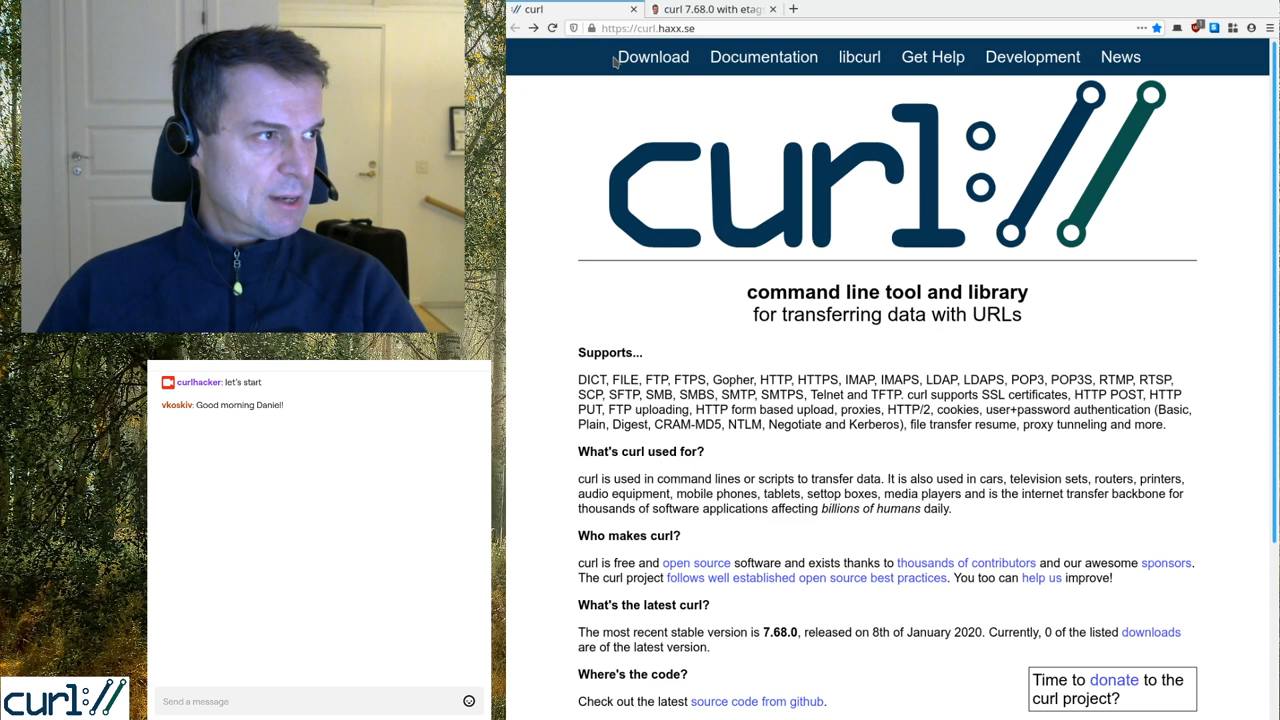 curl
curl 7.68.0 with etag
https://curl.haxx.se
Download Documentation libcurl Get Help Development News
curl://
command line tool and library
for transferring data with URLs
Supports...
DICT, FILE, FTP, FTPS, Gopher, HTTP, HTTPS, IMAP, IMAPS, LDAP, LDAPS, POP3, POP3S, RTMP, RTSP,
SCP, SFTP, SMB, SMBS, SMTP, SMTPS, Telnet and TFTP. curl supports SSL certificates, HTTP POST, HTTP
PUT, FTP uploading, HTTP form based upload, proxies, HTTP/2, cookies, user+password authentication (Basic,
Plain, Digest, CRAM-MD5, NTLM, Negotiate and Kerberos), file transfer resume, proxy tunneling and more.
What's curl used for?
curl is used in command lines or scripts to transfer data. It is also used in cars, television sets, routers, printers,
audio equipment, mobile phones, tablets, settop boxes, media players and is the internet transfer backbone for
thousands of software applications affecting billions of humans daily.
Who makes curl?
curl is free and open source software and exists thanks to thousands of contributors and our awesome sponsors.
The curl project follows well established open source best practices. You too can help us improve!
What's the latest curl?
The most recent stable version is 7.68.0, released on 8th of January 2020. Currently, 0 of the listed downloads
are of the latest version.
Where's the code?
Check out the latest source code from github.
Time to donate to the
curl project?
curlhacker: let's start
vkoskiv: Good morning Daniel!
Send a message
curl://